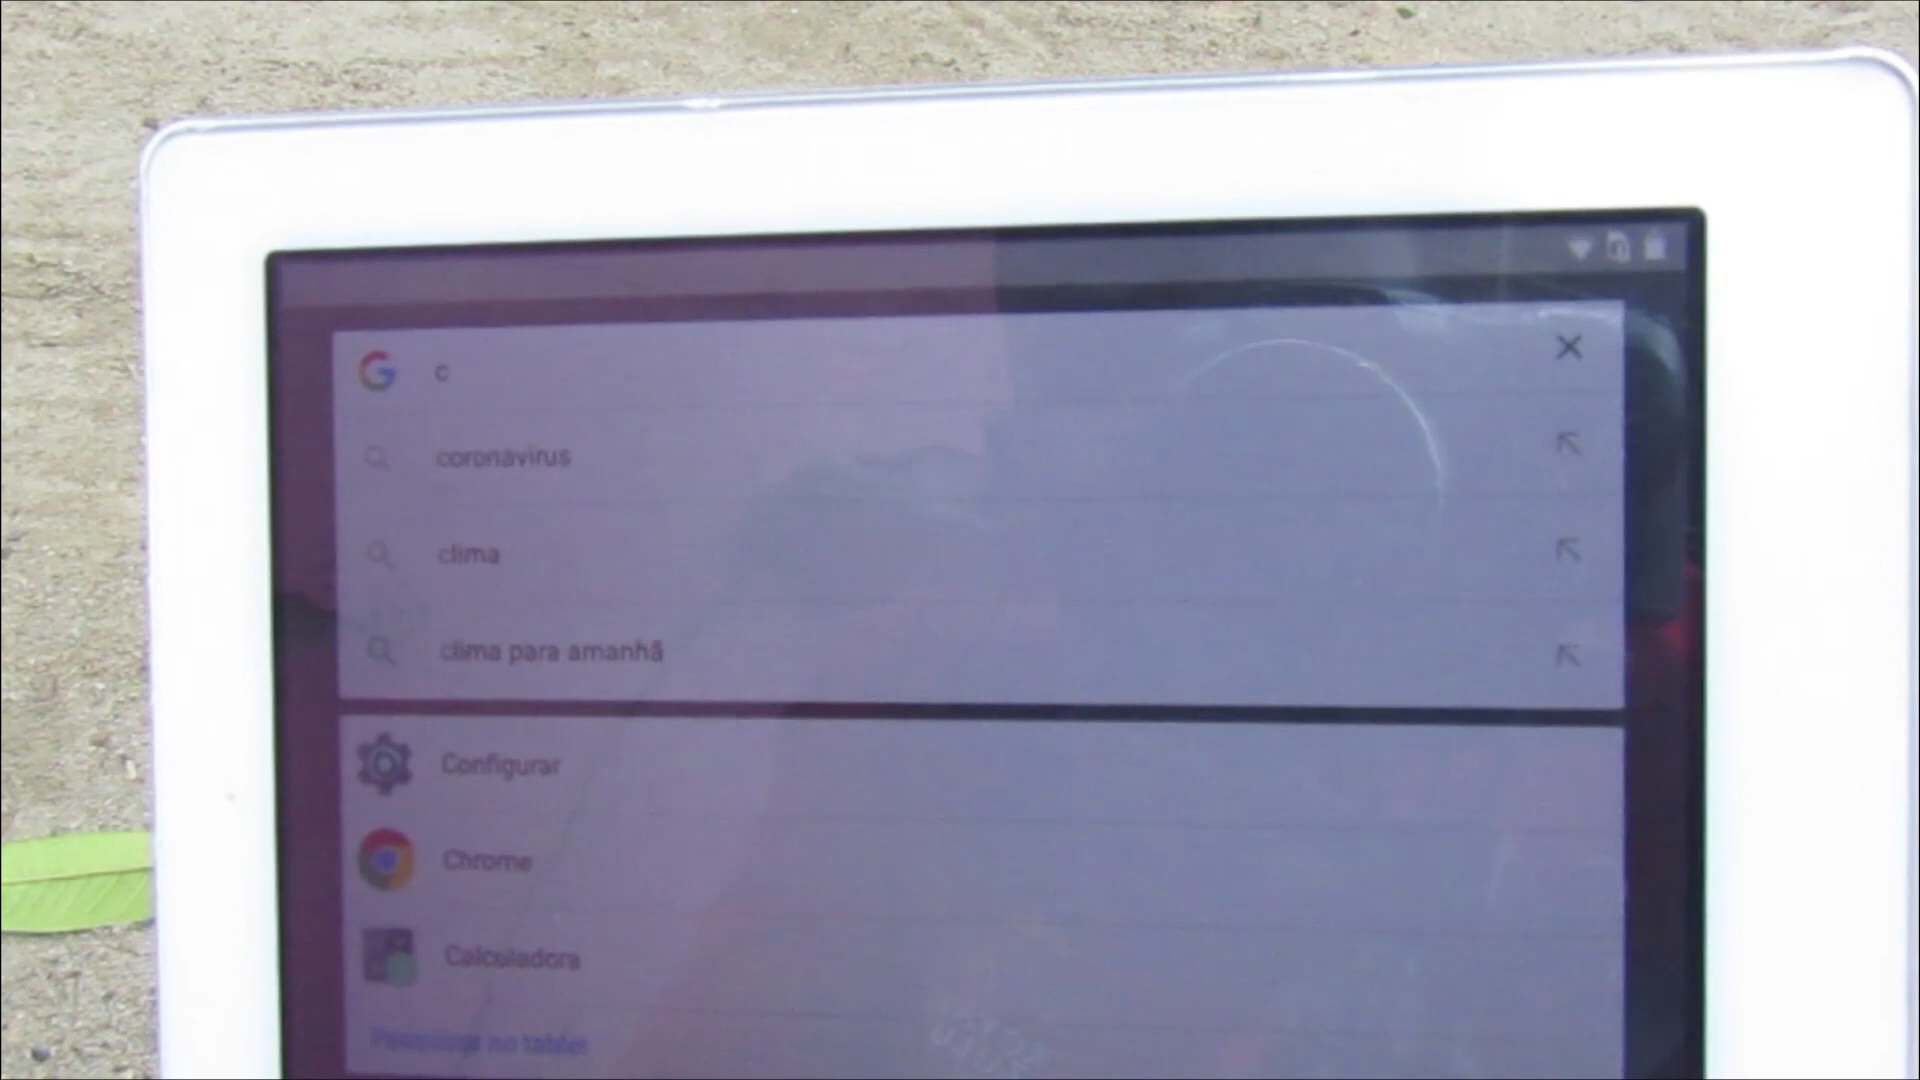 c
coronavírus
clima
clima para amanhã
Configurar
Chrome
Calculadora
Pesquisar no tablet